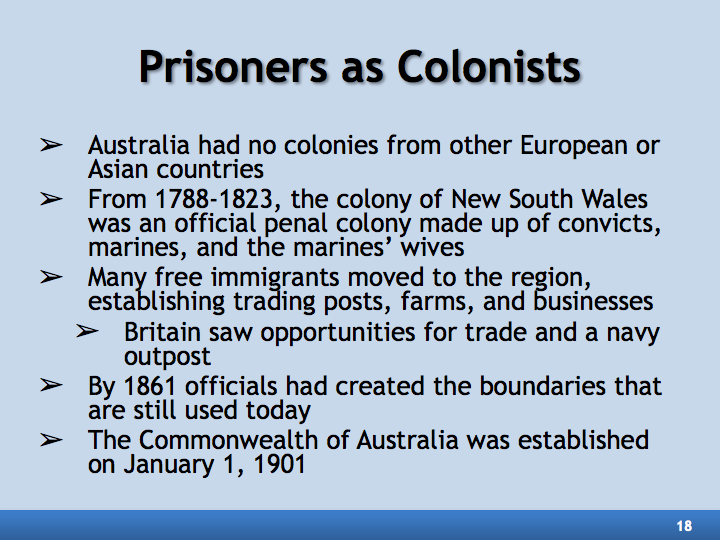 Prisoners as Colonists
➢ Australia had no colonies from other European or
Asian countries
➢ From 1788-1823, the colony of New South Wales
was an official penal colony made up of convicts,
marines, and the marines’ wives
➢ Many free immigrants moved to the region,
establishing trading posts, farms, and businesses
➢ Britain saw opportunities for trade and a navy
outpost
➢ By 1861 officials had created the boundaries that
are still used today
➢ The Commonwealth of Australia was established
on January 1, 1901
18